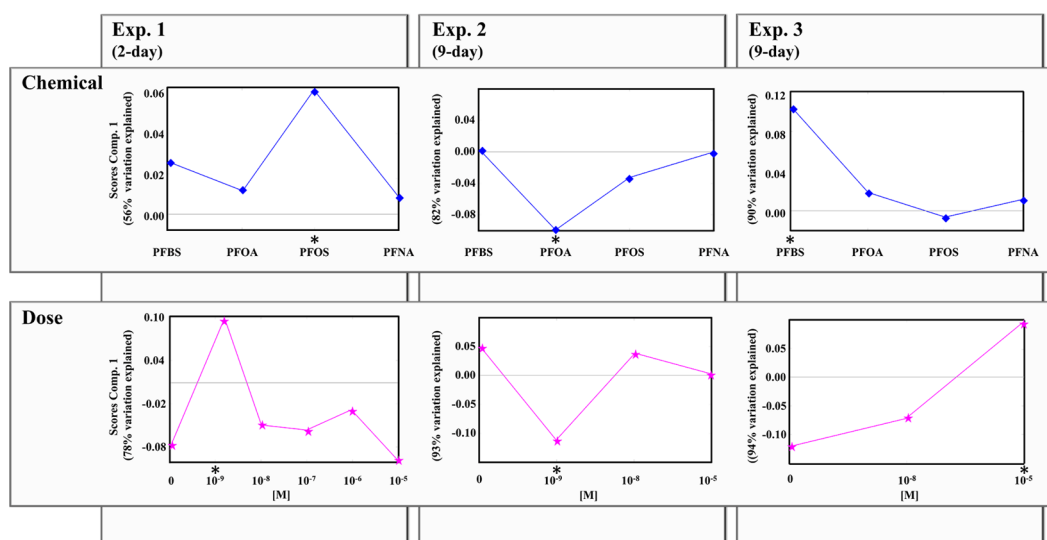 Exp. 1
(2-day)
Exp. 2
(9-day)
Exp. 3
(9-day)
Chemical
Scores Comp. 1
(56% variation explained)
0.06
0.04
0.02
0.00
PFBS PFOA PFOS PFNA
*
(82% variation explained)
0.04
0.00
-0.04
-0.08
PFBS PFOA PFOS PFNA
*
(90% variation explained)
0.12
0.08
0.04
0.00
PFBS PFOA PFOS PFNA
*
Dose
Scores Comp. 1
(78% variation explained)
0.10
0.04
-0.02
-0.08
0 10⁻⁹ 10⁻⁸ 10⁻⁷ 10⁻⁶ 10⁻⁵
*
[M]
(93% variation explained)
0.05
0.00
-0.05
-0.10
0 10⁻⁹ 10⁻⁸ 10⁻⁵
*
[M]
((94% variation explained)
0.05
0.00
-0.05
-0.10
0 10⁻⁸ 10⁻⁵
*
[M]